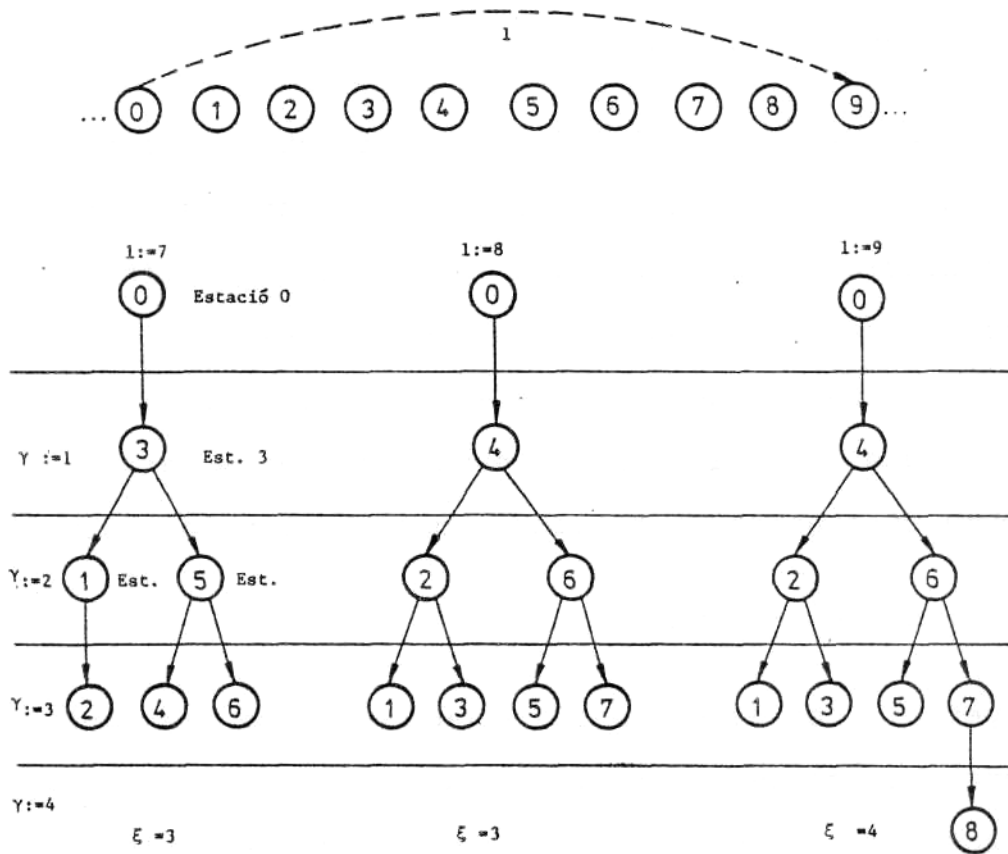 1
... 0 1 2 3 4 5 6 7 8 9 ...
1:=7 1:=8 1:=9
0 Estació 0 0 0
γ :=1 3 Est. 3 4 4
γ:=2 1 Est. 5 Est. 2 6 2 6
γ:=3 2 4 6 1 3 5 7 1 3 5 7
γ:=4 8
ξ =3 ξ =3 ξ =4